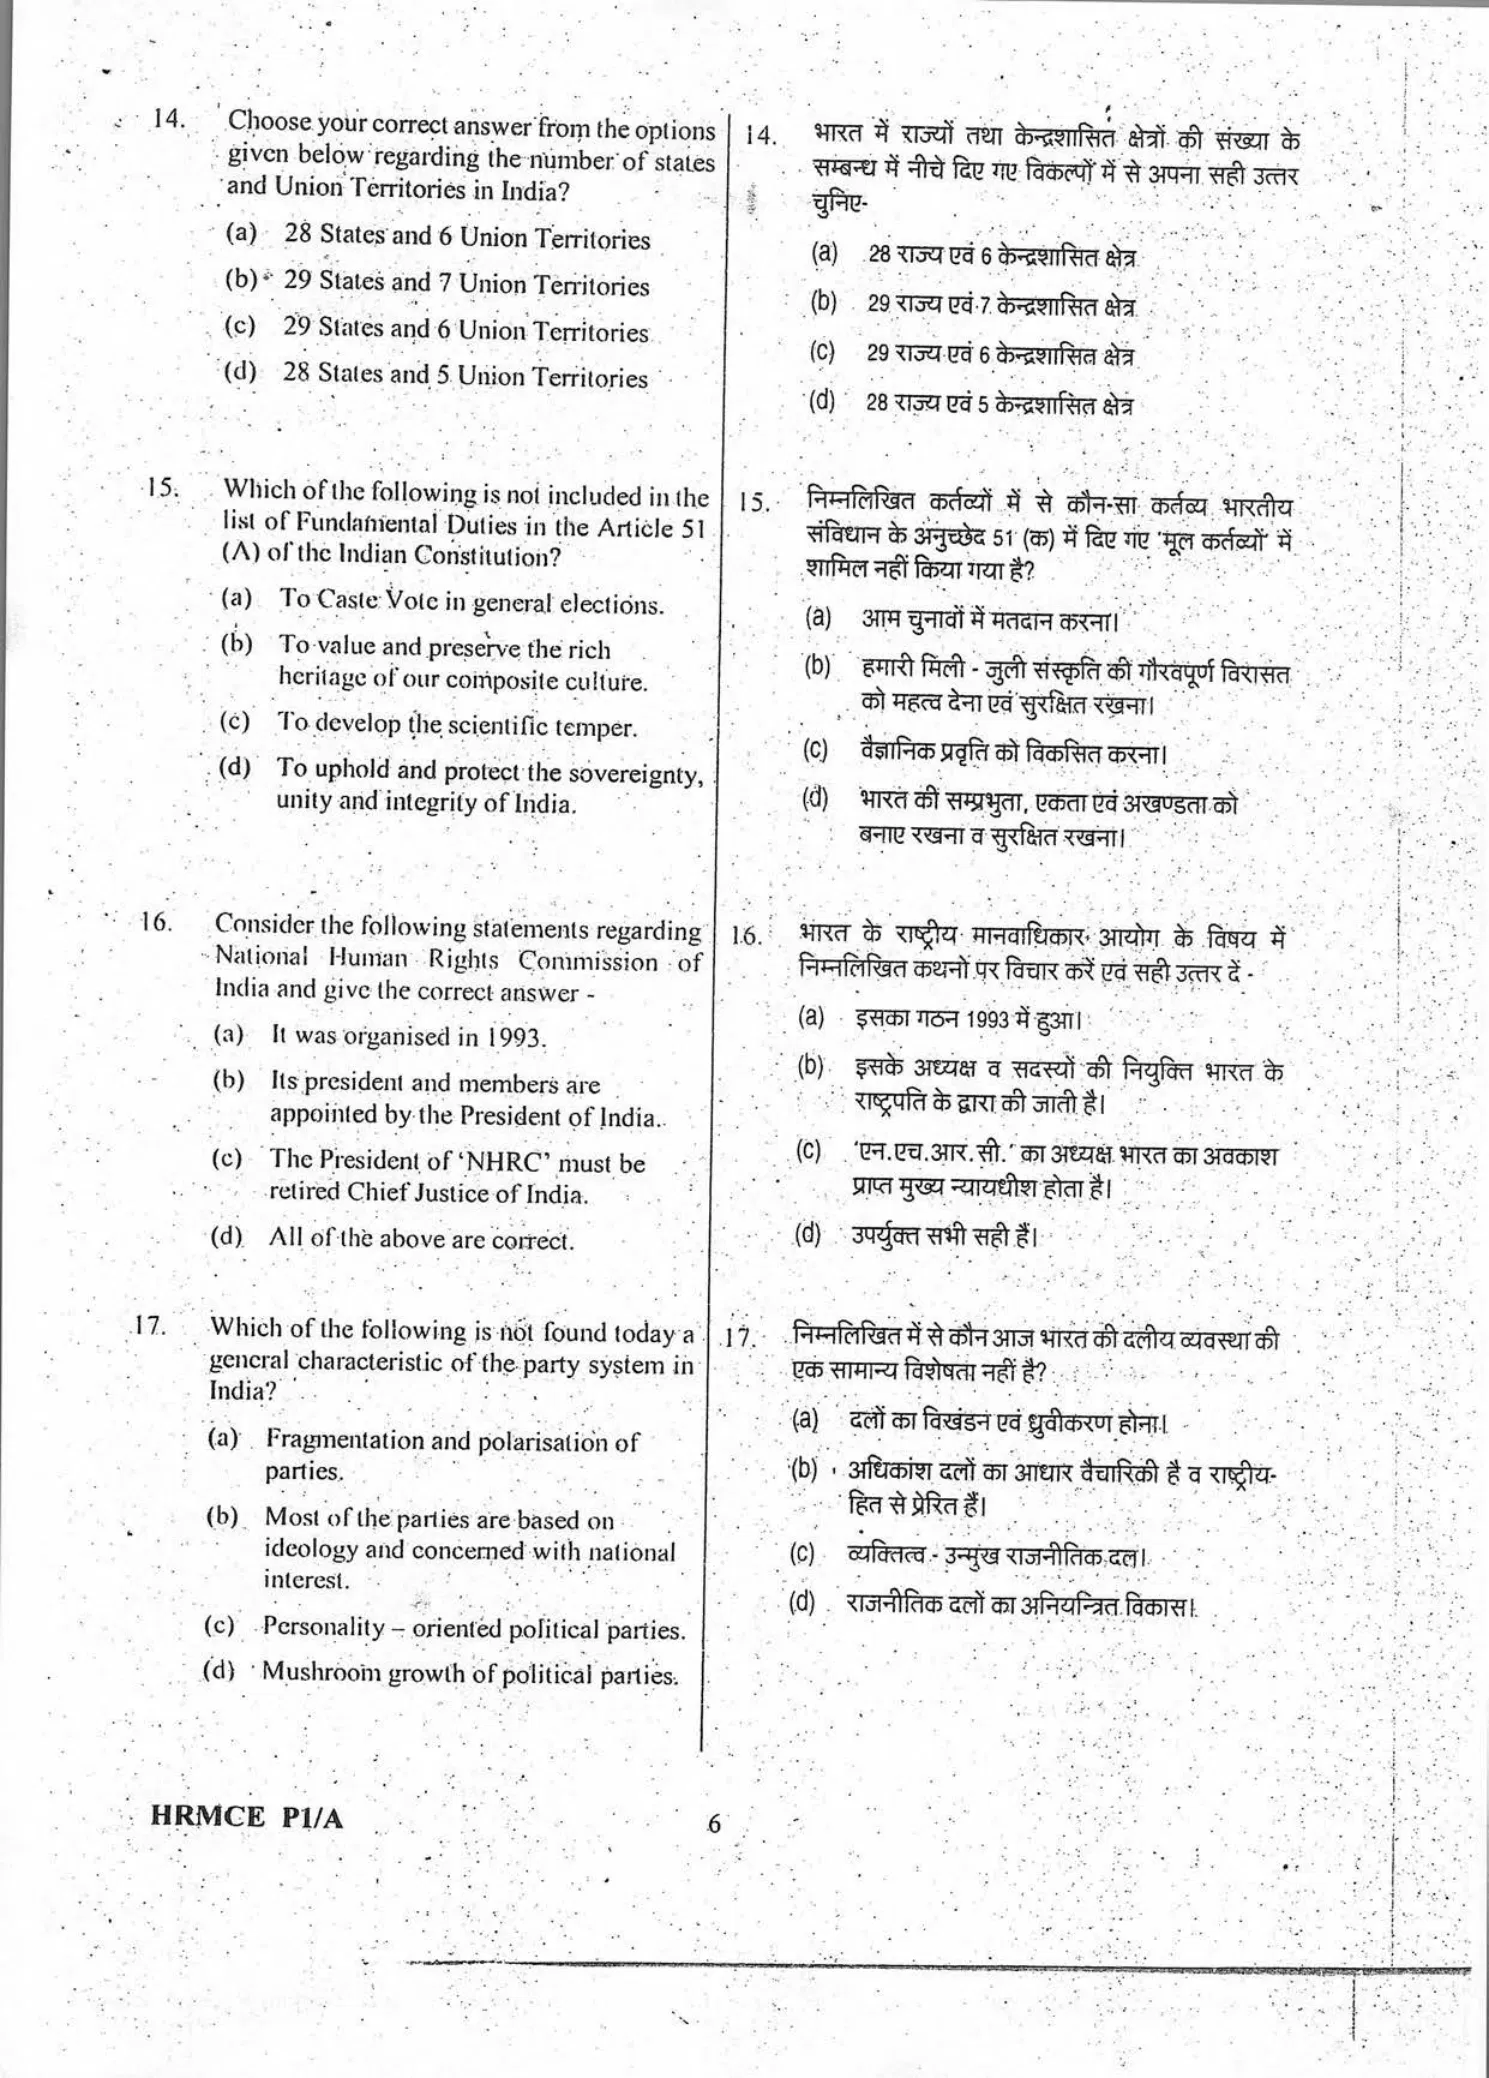 14. Choose your correct answer from the options
given below regarding the number of states
and Union Territories in India?
(a) 28 States and 6 Union Territories
(b) 29 States and 7 Union Territories
(c) 29 States and 6 Union Territories
(d) 28 States and 5 Union Territories
15. Which of the following is not included in the
list of Fundamental Duties in the Article 51
(A) of the Indian Constitution?
(a) To Caste Vote in general elections.
(b) To value and preserve the rich
heritage of our composite culture.
(c) To develop the scientific temper.
(d) To uphold and protect the sovereignty,
unity and integrity of India.
16. Consider the following statements regarding
National Human Rights Commission of
India and give the correct answer -
(a) It was organised in 1993.
(b) Its president and members are
appointed by the President of India.
(c) The President of ‘NHRC’ must be
retired Chief Justice of India.
(d) All of the above are correct.
17. Which of the following is not found today a
general characteristic of the party system in
India?
(a) Fragmentation and polarisation of
parties.
(b) Most of the parties are based on
ideology and concerned with national
interest.
(c) Personality – oriented political parties.
(d) Mushroom growth of political parties.
14. भारत में राज्यों तथा केन्द्रशासित क्षेत्रों की संख्या के
सम्बन्ध में नीचे दिए गए विकल्पों में से अपना सही उत्तर
चुनिए-
(a) 28 राज्य एवं 6 केन्द्रशासित क्षेत्र
(b) 29 राज्य एवं 7 केन्द्रशासित क्षेत्र
(c) 29 राज्य एवं 6 केन्द्रशासित क्षेत्र
(d) 28 राज्य एवं 5 केन्द्रशासित क्षेत्र
15. निम्नलिखित कर्तव्यों में से कौन-सा कर्तव्य भारतीय
संविधान के अनुच्छेद 51 (क) में दिए गए 'मूल कर्तव्यों' में
शामिल नहीं किया गया है?
(a) आम चुनावों में मतदान करना।
(b) हमारी मिली - जुली संस्कृति की गौरवपूर्ण विरासत
को महत्व देना एवं सुरक्षित रखना।
(c) वैज्ञानिक प्रवृति को विकसित करना।
(d) भारत की सम्प्रभुता, एकता एवं अखण्डता को
बनाए रखना व सुरक्षित रखना।
16. भारत के राष्ट्रीय मानवाधिकार आयोग के विषय में
निम्नलिखित कथनों पर विचार करें एवं सही उत्तर दें -
(a) इसका गठन 1993 में हुआ।
(b) इसके अध्यक्ष व सदस्यों की नियुक्ति भारत के
राष्ट्रपति के द्वारा की जाती है।
(c) 'एन.एच.आर.सी.' का अध्यक्ष भारत का अवकाश
प्राप्त मुख्य न्यायधीश होता है।
(d) उपर्युक्त सभी सही हैं।
17. निम्नलिखित में से कौन आज भारत की दलीय व्यवस्था की
एक सामान्य विशेषता नहीं है?
(a) दलों का विखंडन एवं ध्रुवीकरण होना।
(b) अधिकांश दलों का आधार वैचारिकी है व राष्ट्रीय-
हित से प्रेरित हैं।
(c) व्यक्तित्व - उन्मुख राजनीतिक दल।
(d) राजनीतिक दलों का अनियन्त्रित विकास।
HRMCE P1/A
6